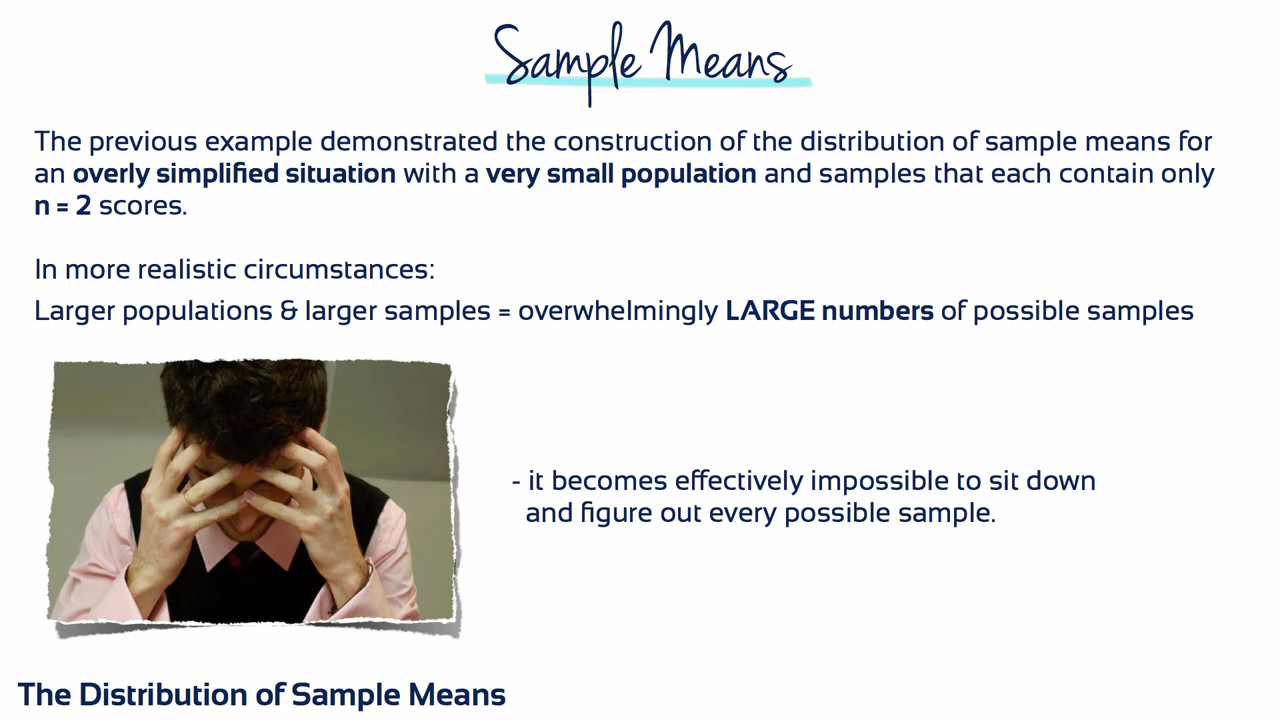 Sample Means
The previous example demonstrated the construction of the distribution of sample means for
an overly simplified situation with a very small population and samples that each contain only
n = 2 scores.
In more realistic circumstances:
Larger populations & larger samples = overwhelmingly LARGE numbers of possible samples
- it becomes effectively impossible to sit down
and figure out every possible sample.
The Distribution of Sample Means